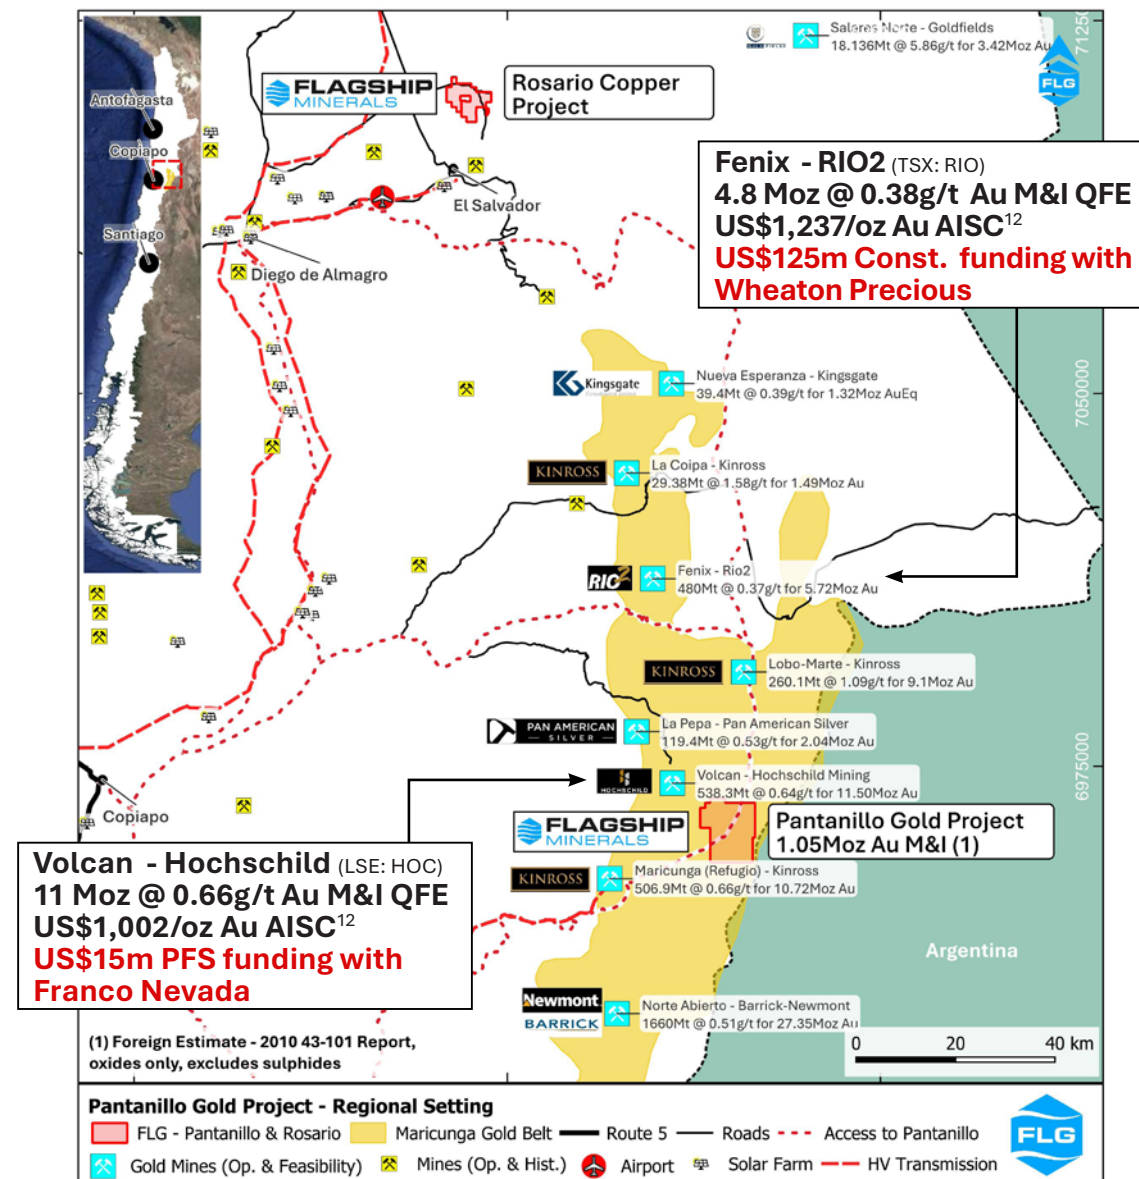 Salares Norte - Goldfields
18.136Mt @ 5.86g/t for 3.42Moz Au
71250
FLG
FLAGSHIP
MINERALS
Rosario Copper
Project
Antofagasta
Copiapo
Santiago
Fenix - RIO2 (TSX: RIO)
4.8 Moz @ 0.38g/t Au M&I QFE
US$1,237/oz Au AISC12
US$125m Const. funding with
Wheaton Precious
El Salvador
Diego de Almagro
Kingsgate
Nueva Esperanza - Kingsgate
39.4Mt @ 0.39g/t for 1.32Moz AuEq
7050000
KINROSS
La Coipa - Kinross
29.38Mt @ 1.58g/t for 1.49Moz Au
RIO2
Fenix - Rio2
480Mt @ 0.37g/t for 5.72Moz Au
KINROSS
Lobo-Marte - Kinross
260.1Mt @ 1.09g/t for 9.1Moz Au
PAN AMERICAN
SILVER
La Pepa - Pan American Silver
119.4Mt @ 0.53g/t for 2.04Moz Au
6975000
HOCHSCHILD
Volcan - Hochschild Mining
538.3Mt @ 0.64g/t for 11.50Moz Au
Copiapo
FLAGSHIP
MINERALS
Pantanillo Gold Project
1.05Moz Au M&I (1)
Volcan - Hochschild (LSE: HOC)
11 Moz @ 0.66g/t Au M&I QFE
US$1,002/oz Au AISC12
US$15m PFS funding with
Franco Nevada
KINROSS
Maricunga (Refugio) - Kinross
506.9Mt @ 0.66g/t for 10.72Moz Au
Argentina
Newmont
BARRICK
Norte Abierto - Barrick-Newmont
1660Mt @ 0.51g/t for 27.35Moz Au
(1) Foreign Estimate - 2010 43-101 Report,
oxides only, excludes sulphides
0 20 40 km
Pantanillo Gold Project - Regional Setting
FLG - Pantanillo & Rosario Maricunga Gold Belt Route 5 Roads Access to Pantanillo
Gold Mines (Op. & Feasibility) Mines (Op. & Hist.) Airport Solar Farm HV Transmission
FLG